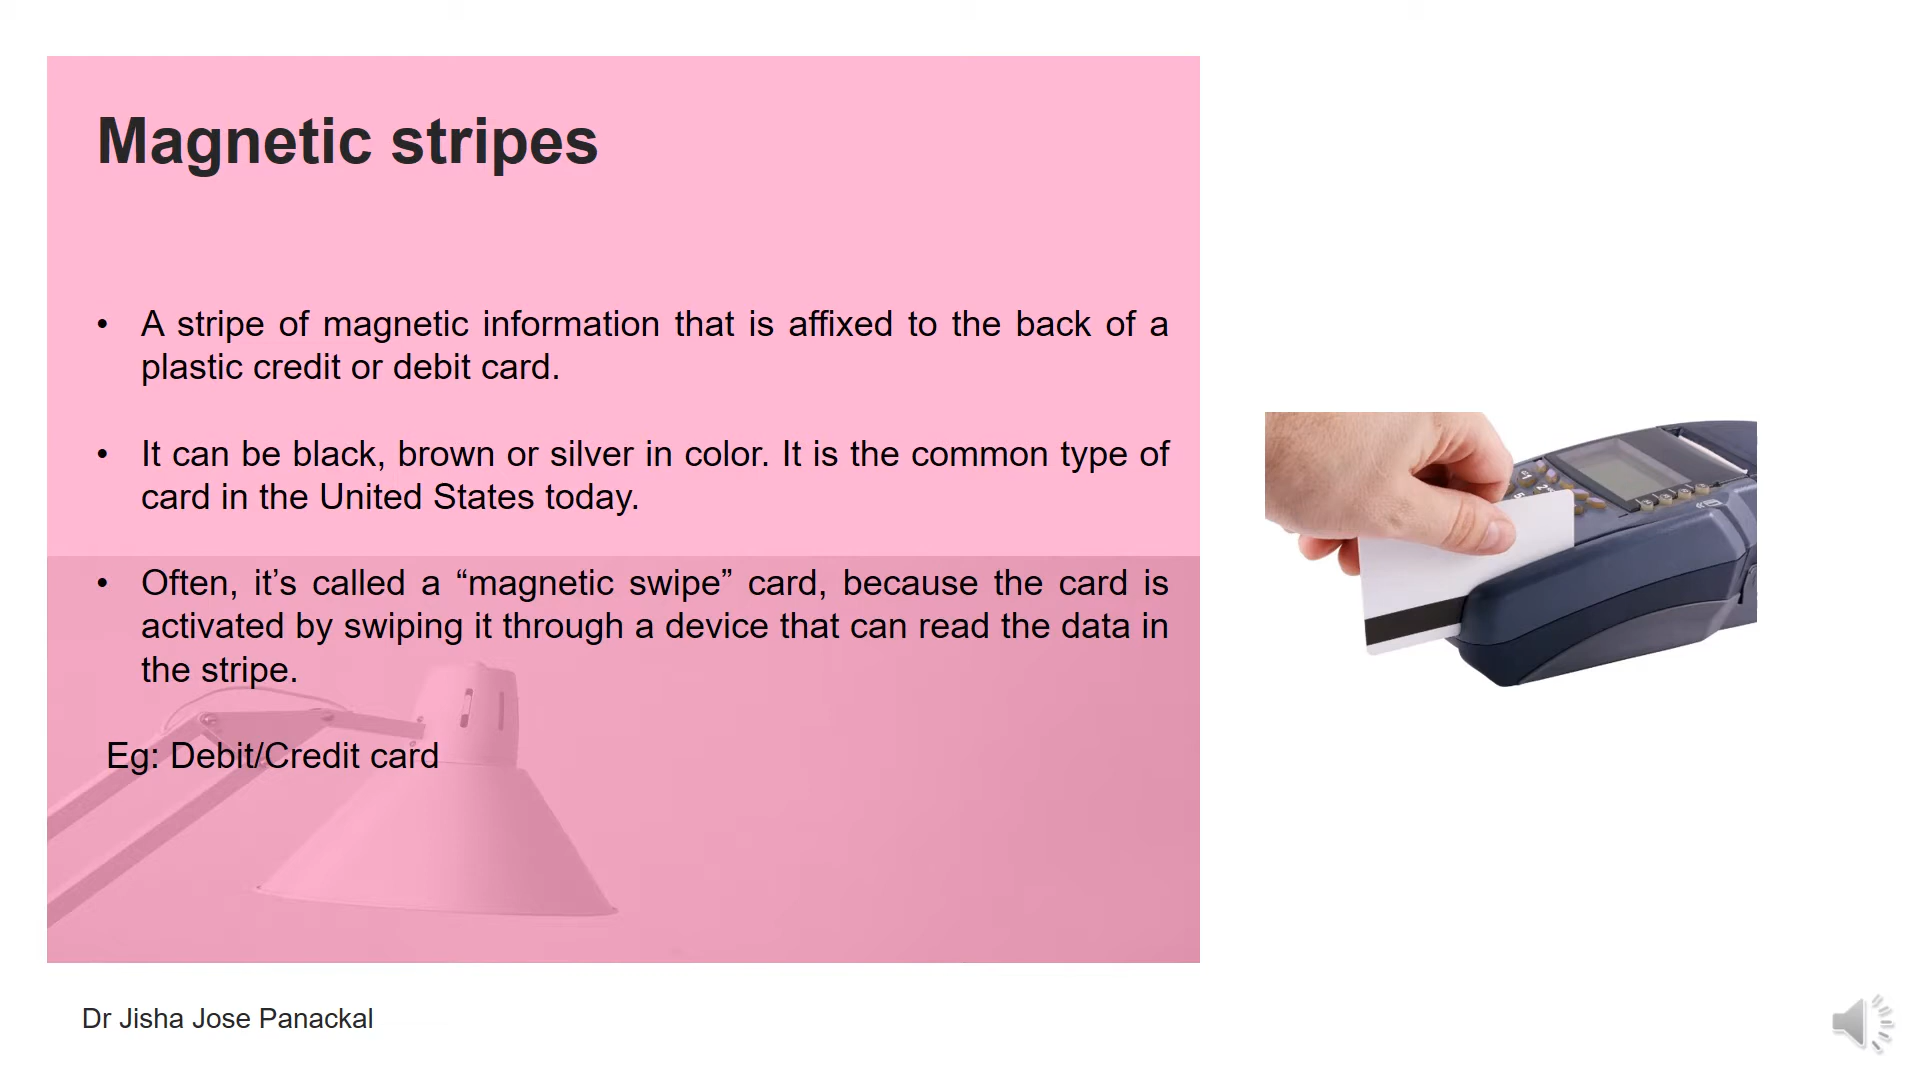 Magnetic stripes
• A stripe of magnetic information that is affixed to the back of a
plastic credit or debit card.
• It can be black, brown or silver in color. It is the common type of
card in the United States today.
• Often, it’s called a “magnetic swipe” card, because the card is
activated by swiping it through a device that can read the data in
the stripe.
Eg: Debit/Credit card
Dr Jisha Jose Panackal